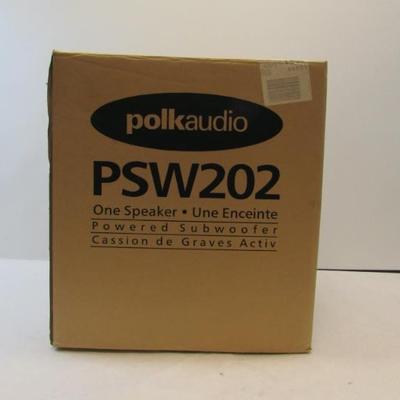 polkaudio
PSW202
One Speaker • Une Enceinte
Powered Subwoofer
Cassion de Graves Activ